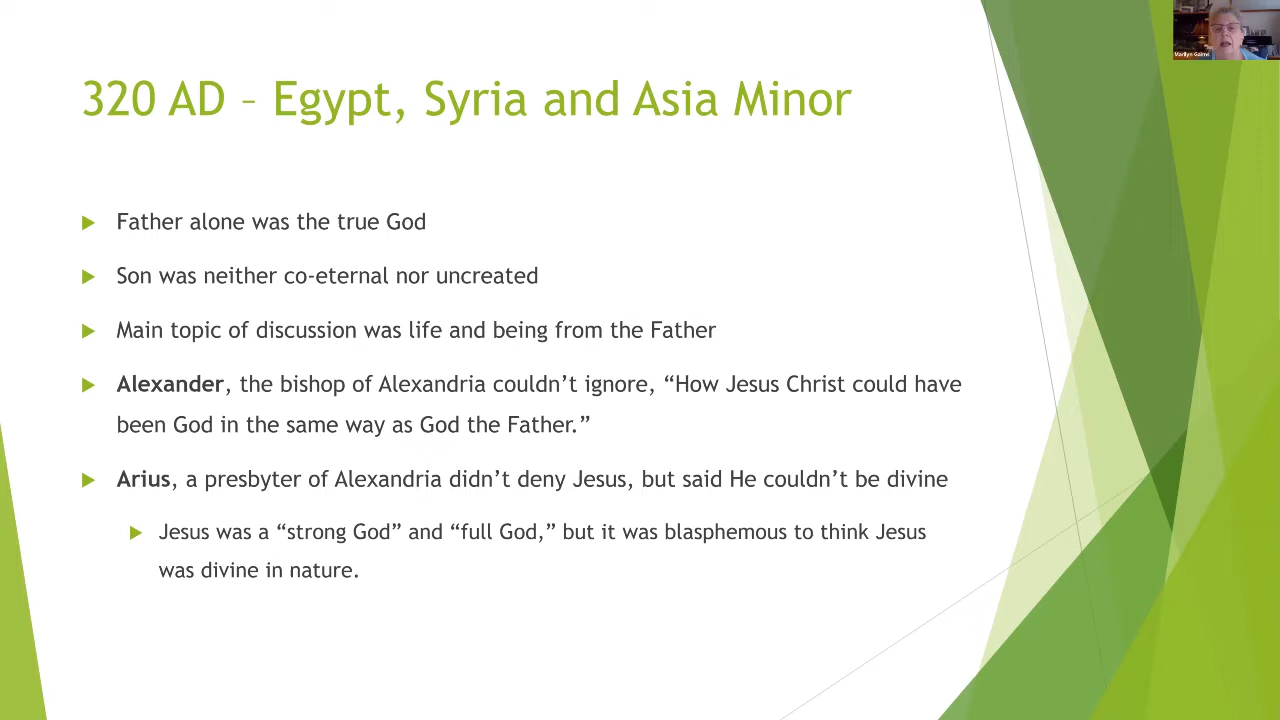 320 AD – Egypt, Syria and Asia Minor
Father alone was the true God
Son was neither co-eternal nor uncreated
Main topic of discussion was life and being from the Father
Alexander, the bishop of Alexandria couldn’t ignore, “How Jesus Christ could have
been God in the same way as God the Father.”
Arius, a presbyter of Alexandria didn’t deny Jesus, but said He couldn’t be divine
Jesus was a “strong God” and “full God,” but it was blasphemous to think Jesus
was divine in nature.
Marilyn Gairns